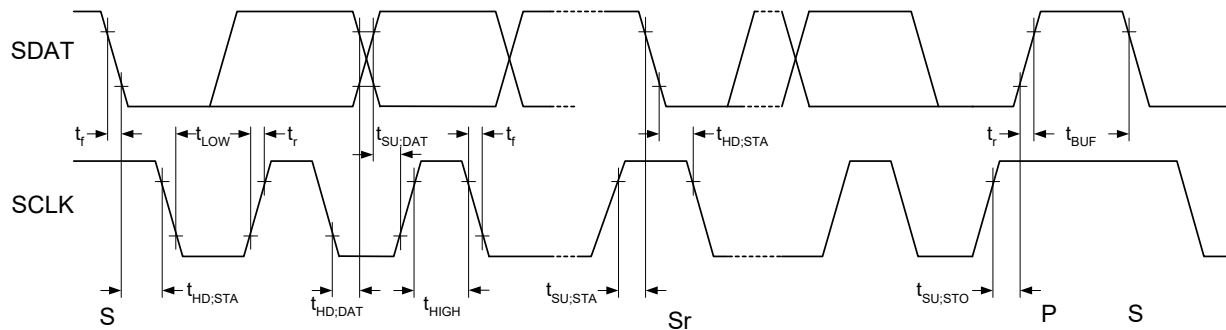 SDAT
t_f
t_LOW
t_r
t_SU;DAT
t_f
t_HD;STA
t_r
t_BUF
SCLK
t_HD;STA
t_HD;DAT
t_HIGH
t_SU;STA
t_SU;STO
S
Sr
P
S